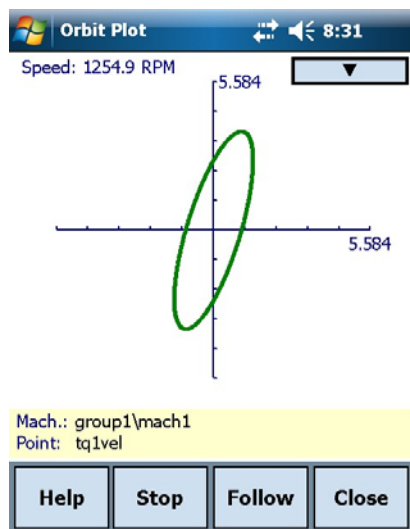 Orbit Plot 8:31
Speed: 1254.9 RPM
5.584
5.584
Mach.: group1\mach1
Point: tq1vel
Help Stop Follow Close